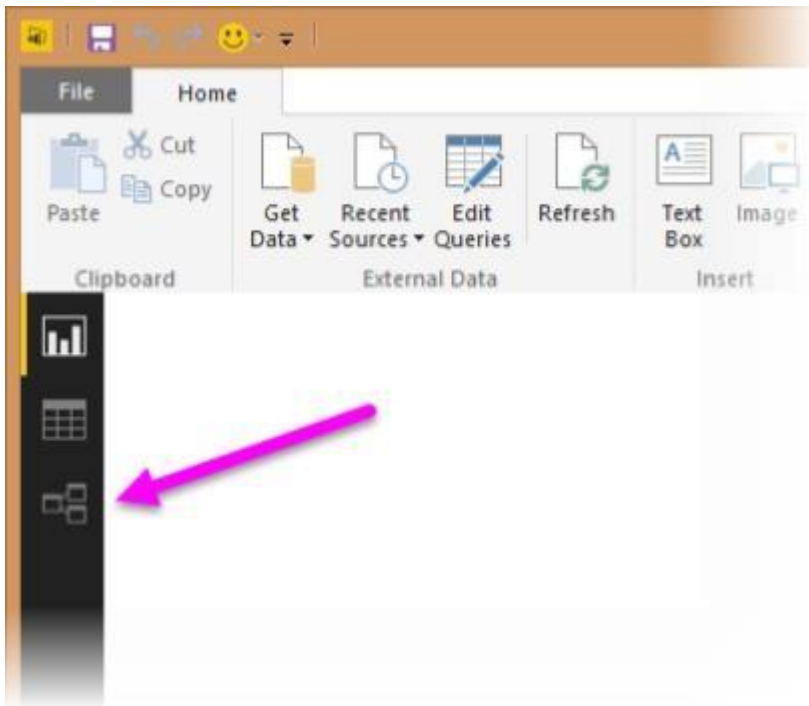 File Home
Cut
Copy
Paste
Get Data
Recent Sources
Edit Queries
Refresh
Text Box
Image
Clipboard
External Data
Insert